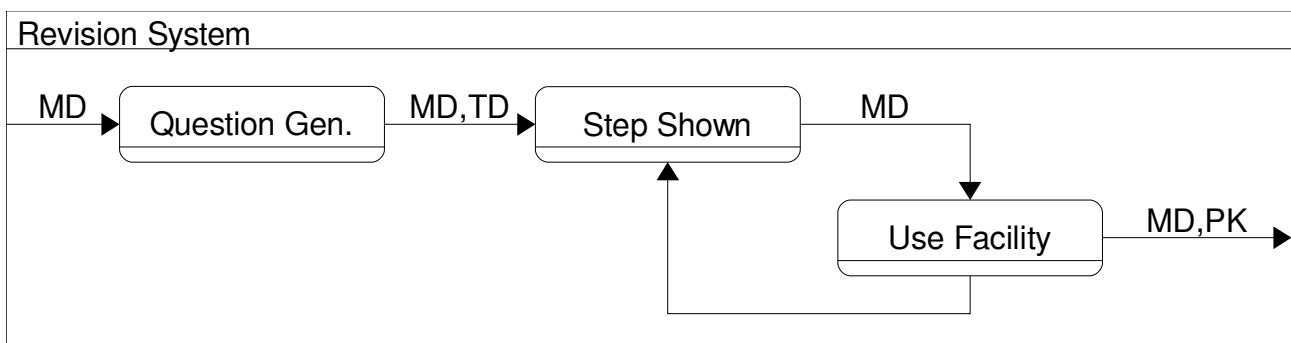 Revision System
MD
Question Gen.
MD,TD
Step Shown
MD
Use Facility
MD,PK